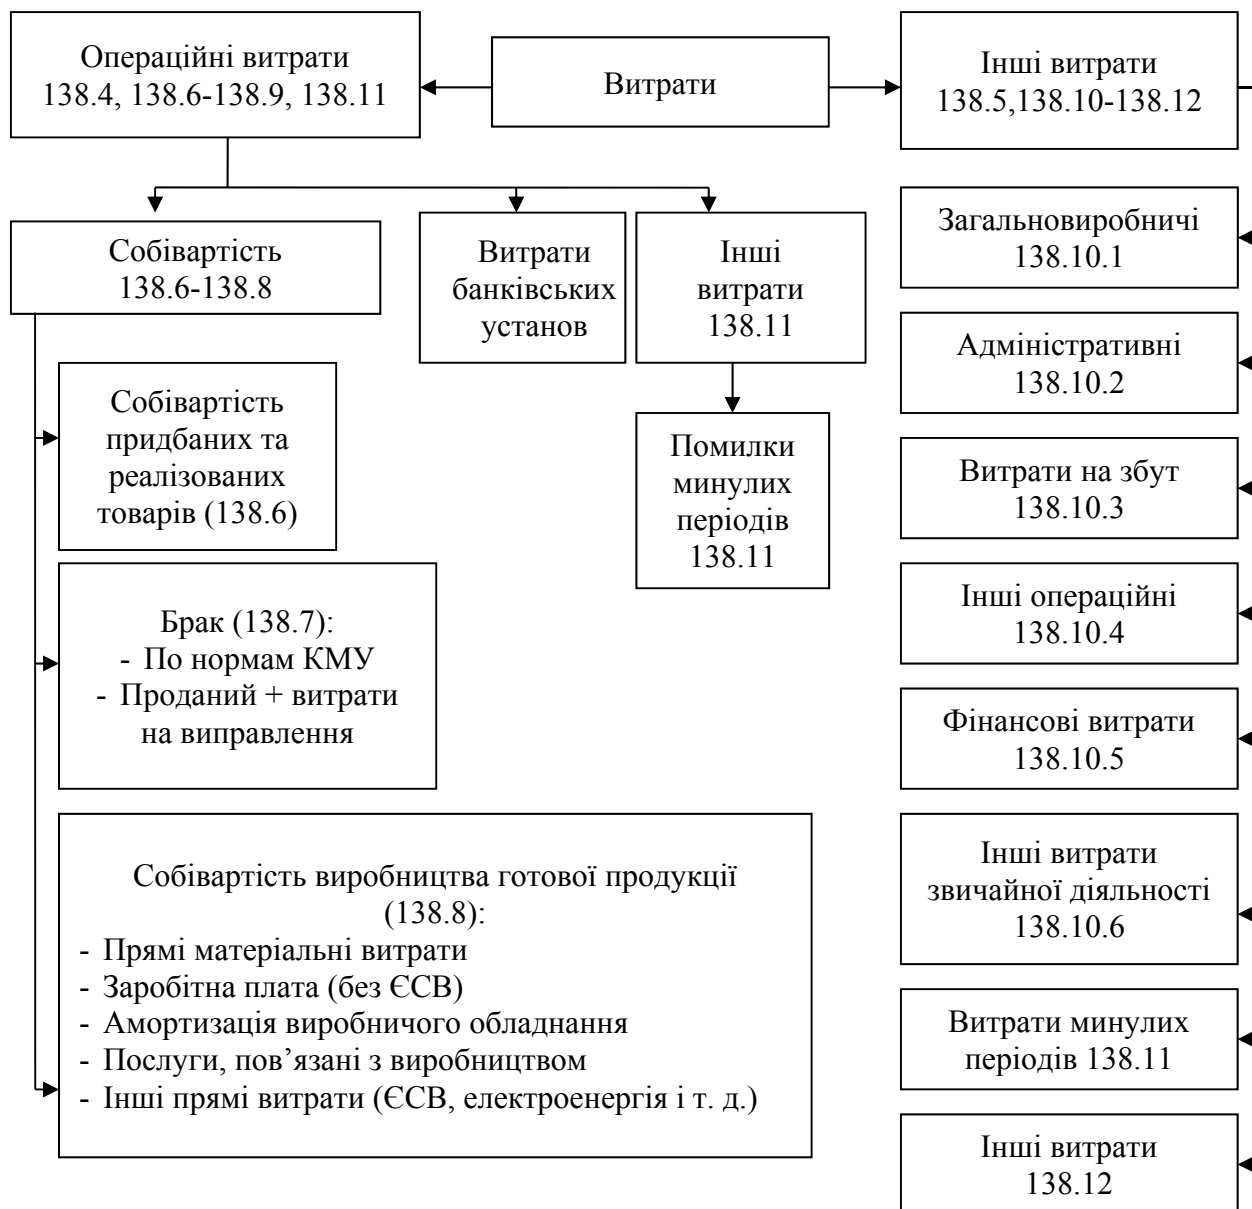 Операційні витрати
138.4, 138.6-138.9, 138.11
Витрати
Інші витрати
138.5,138.10-138.12
Собівартість
138.6-138.8
Витрати
банківських
установ
Інші
витрати
138.11
Загальновиробничі
138.10.1
Адміністративні
138.10.2
Собівартість
придбаних та
реалізованих
товарів (138.6)
Помилки
минулих
періодів
138.11
Витрати на збут
138.10.3
Брак (138.7):
- По нормам КМУ
- Проданий + витрати
на виправлення
Інші операційні
138.10.4
Фінансові витрати
138.10.5
Собівартість виробництва готової продукції
(138.8):
- Прямі матеріальні витрати
- Заробітна плата (без ЄСВ)
- Амортизація виробничого обладнання
- Послуги, пов’язані з виробництвом
- Інші прямі витрати (ЄСВ, електроенергія і т. д.)
Інші витрати
звичайної діяльності
138.10.6
Витрати минулих
періодів 138.11
Інші витрати
138.12